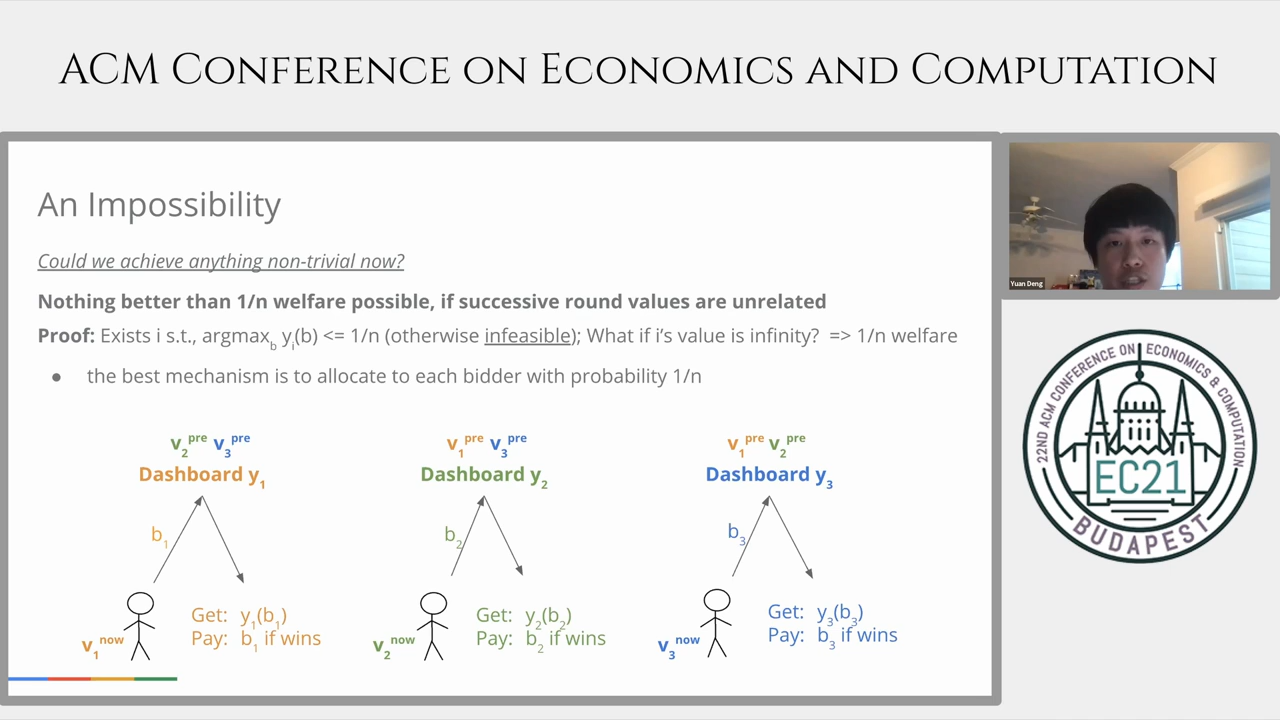 ACM Conference on Economics and Computation
An Impossibility
Could we achieve anything non-trivial now?
Nothing better than 1/n welfare possible, if successive round values are unrelated
Proof: Exists i s.t., argmax_b y_i(b) <= 1/n (otherwise infeasible); What if i's value is infinity? => 1/n welfare
● the best mechanism is to allocate to each bidder with probability 1/n
v_2^pre v_3^pre
Dashboard y_1
b_1
v_1^now
Get: y_1(b_1)
Pay: b_1 if wins
v_1^pre v_3^pre
Dashboard y_2
b_2
v_2^now
Get: y_2(b_2)
Pay: b_2 if wins
v_1^pre v_2^pre
Dashboard y_3
b_3
v_3^now
Get: y_3(b_3)
Pay: b_3 if wins
Yuan Deng
22ND ACM CONFERENCE ON ECONOMICS & COMPUTATION
EC21
BUDAPEST